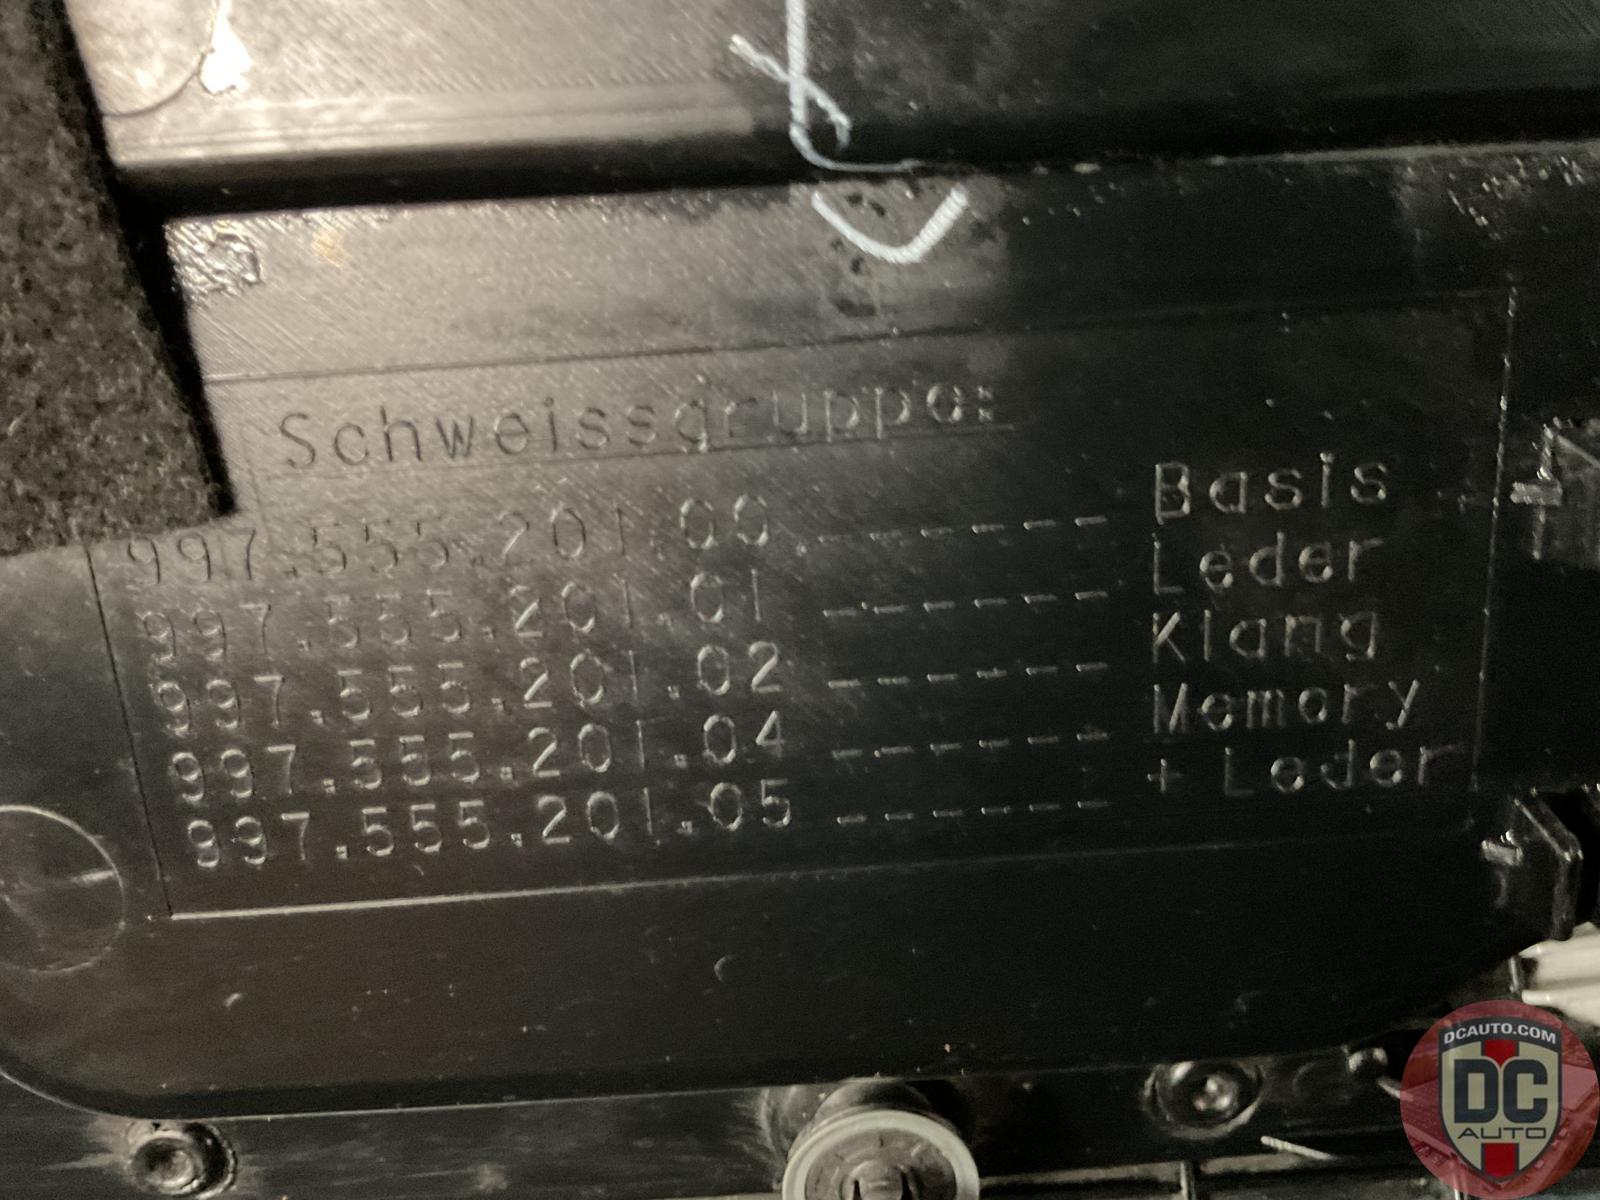 Schweissgruppe:
997.555.201.00.------ Basis
997.555.201.01 ------ Leder
997.555.201.02 ------ Klang
997.555.201.04 ------ Memory
997.555.201.05 ------ + Leder
DCAUTO.COM
DC
AUTO